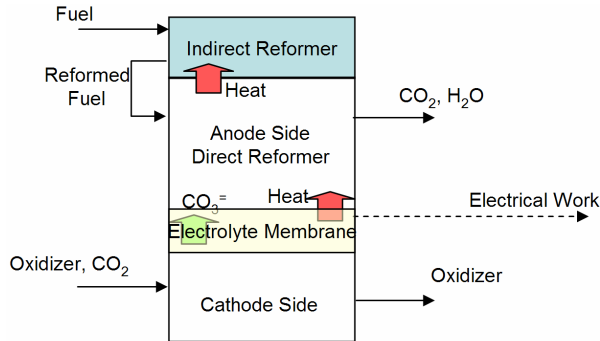 Fuel
Indirect Reformer
Reformed
Fuel
Heat
CO₂, H₂O
Anode Side
Direct Reformer
CO₃⁼
Heat
Electrical Work
Electrolyte Membrane
Oxidizer, CO₂
Oxidizer
Cathode Side